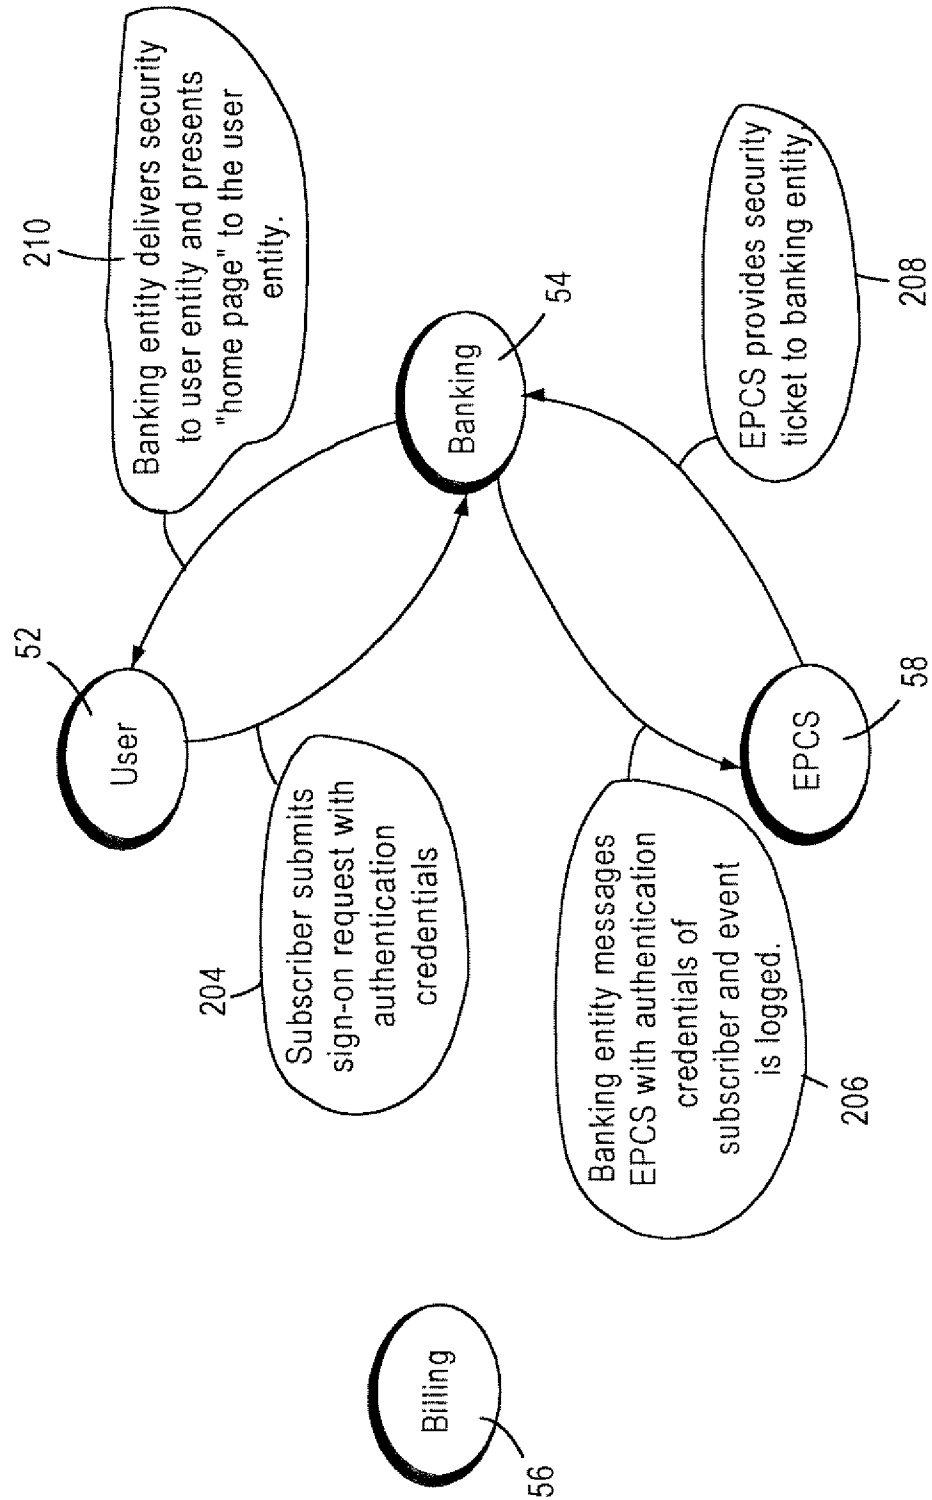 210
Banking entity delivers security
to user entity and presents
"home page" to the user
entity.
52
User
204
Subscriber submits
sign-on request with
authentication
credentials
Banking
54
Billing
56
Banking entity messages
EPCS with authentication
credentials of
subscriber and event
is logged.
206
EPCS
58
EPCS provides security
ticket to banking entity
208